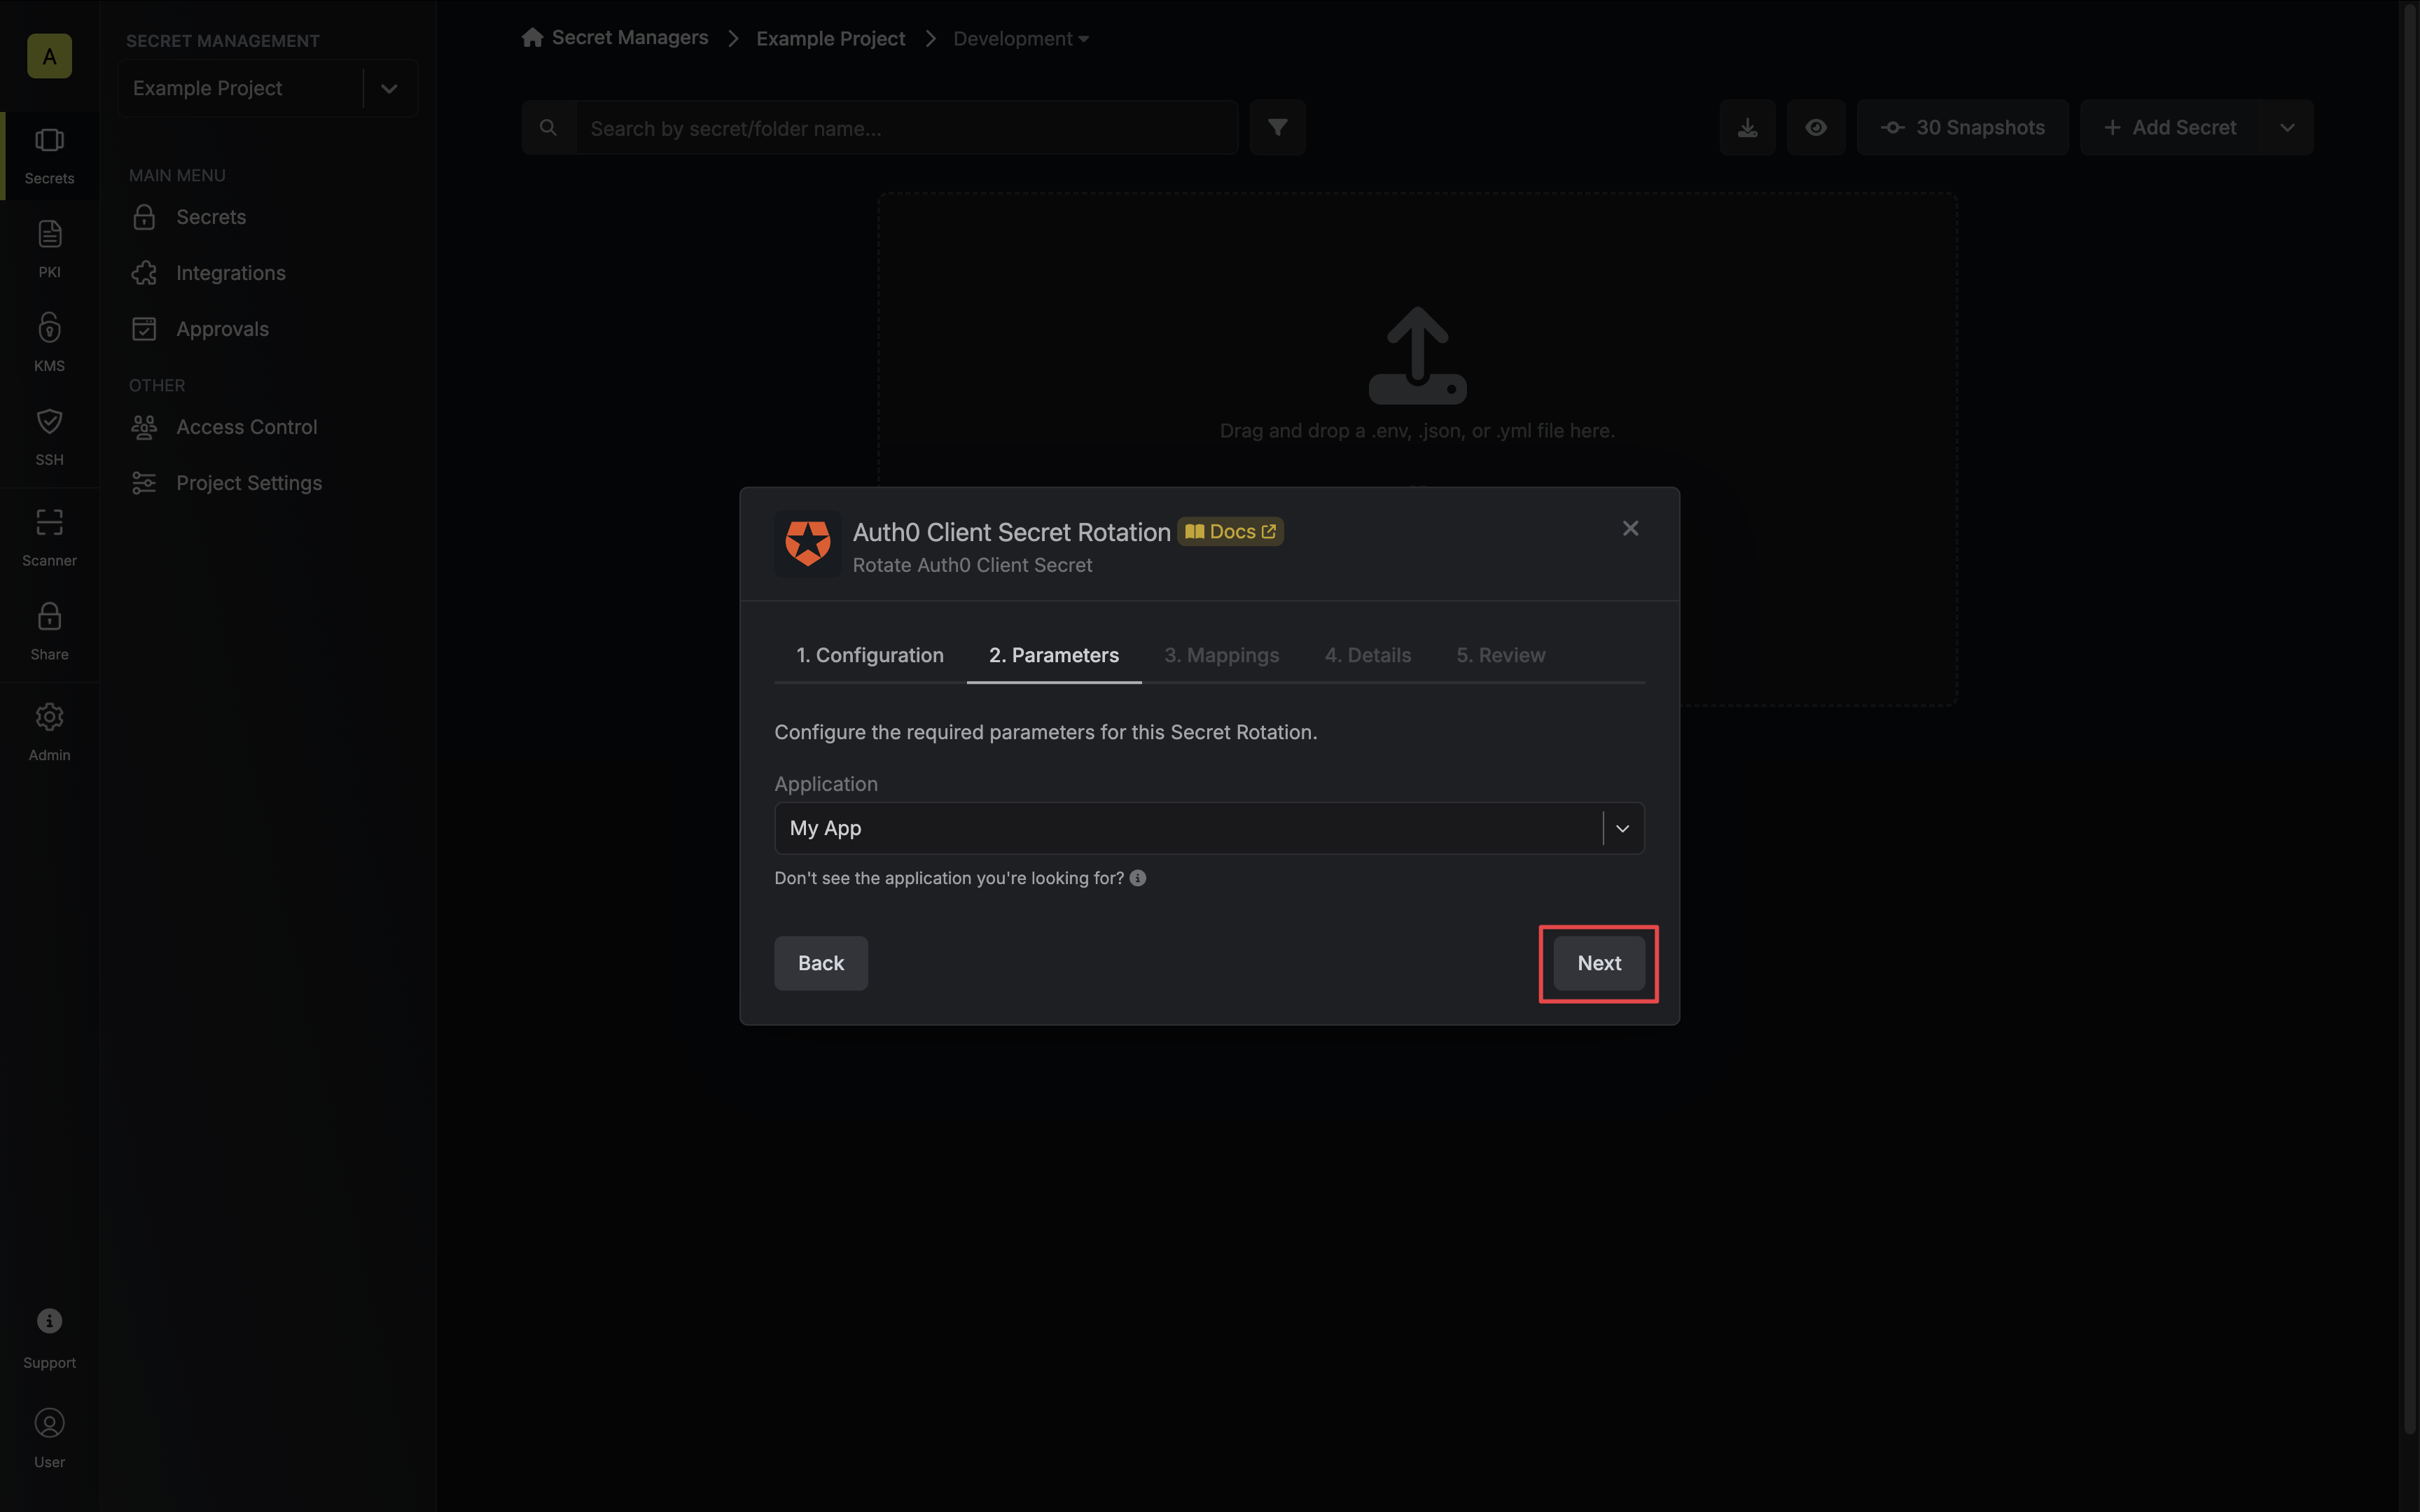 A
Secrets
PKI
KMS
SSH
Scanner
Share
Admin
Support
User
SECRET MANAGEMENT
Example Project
MAIN MENU
Secrets
Integrations
Approvals
OTHER
Access Control
Project Settings
Secret Managers Example Project Development
Search by secret/folder name...
30 Snapshots
Add Secret
Drag and drop a .env, .json, or .yml file here.
Auth0 Client Secret Rotation Docs
Rotate Auth0 Client Secret
1. Configuration 2. Parameters 3. Mappings 4. Details 5. Review
Configure the required parameters for this Secret Rotation.
Application
My App
Don't see the application you're looking for?
Back Next